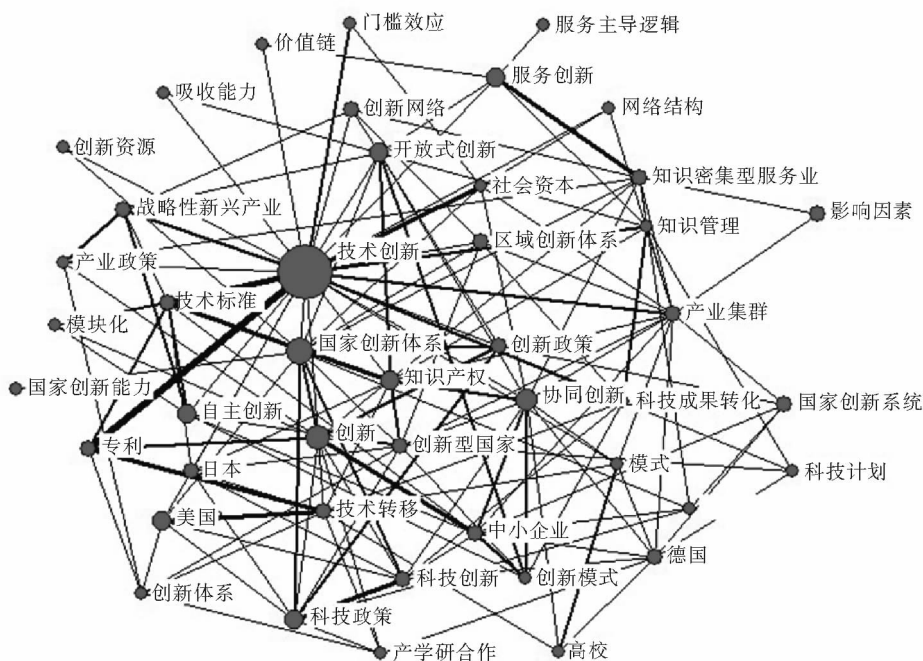 门槛效应
服务主导逻辑
价值链
服务创新
吸收能力
创新网络
网络结构
创新资源
开放式创新
社会资本
知识密集型服务业
战略性新兴产业
影响因素
知识管理
区域创新体系
技术创新
产业政策
技术标准
产业集群
模块化
国家创新体系
创新政策
国家创新能力
知识产权
协同创新
科技成果转化
国家创新系统
自主创新
创新
创新型国家
专利
日本
模式
科技计划
美国
技术转移
中小企业
德国
创新体系
科技创新
创新模式
科技政策
产学研合作
高校